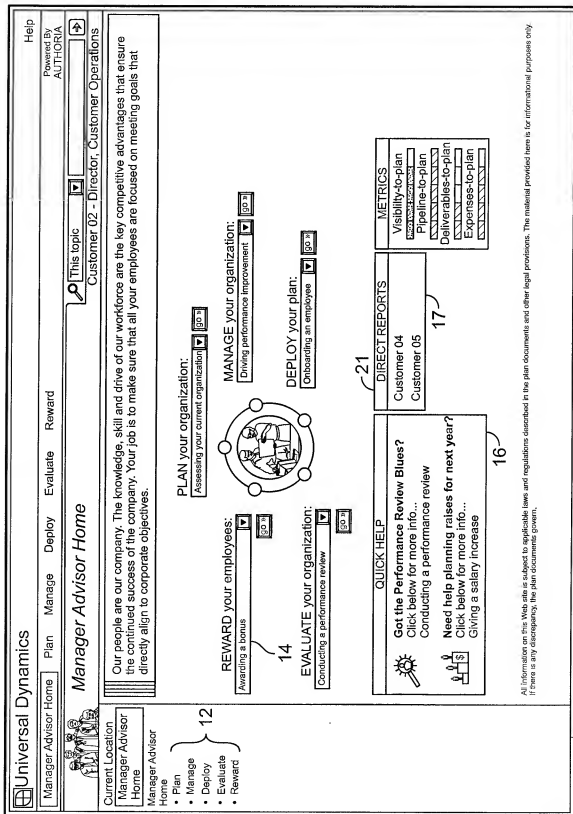 Universal Dynamics
Help
Manager Advisor Home Plan Manage Deploy Evaluate Reward
Powered By
AUTHORIA
Manager Advisor Home
This topic
Customer 02 - Director, Customer Operations
Current Location
Manager Advisor
Home
Manager Advisor
Home
• Plan
• Manage
• Deploy
• Evaluate
• Reward
12
Our people are our company. The knowledge, skill and drive of our workforce are the key competitive advantages that ensure
the continued success of the company. Your job is to make sure that all your employees are focused on meeting goals that
directly align to corporate objectives.
PLAN your organization:
Assessing your current organization
go »
REWARD your employees:
Awarding a bonus
go »
14
MANAGE your organization:
Driving performance improvement
go »
EVALUATE your organization:
Conducting a performance review
go »
DEPLOY your plan:
Onboarding an employee
go »
21
QUICK HELP
Got the Performance Review Blues?
Click below for more info...
Conducting a performance review
Need help planning raises for next year?
Click below for more info...
Giving a salary increase
$
16
DIRECT REPORTS
Customer 04
Customer 05
17
METRICS
Visibility-to-plan
Pipeline-to-plan
Deliverables-to-plan
Expenses-to-plan
All information on this Web site is subject to applicable laws and regulations described in the plan documents and other legal provisions. The material provided here is for informational purposes only.
If there is any discrepancy, the plan documents govern.